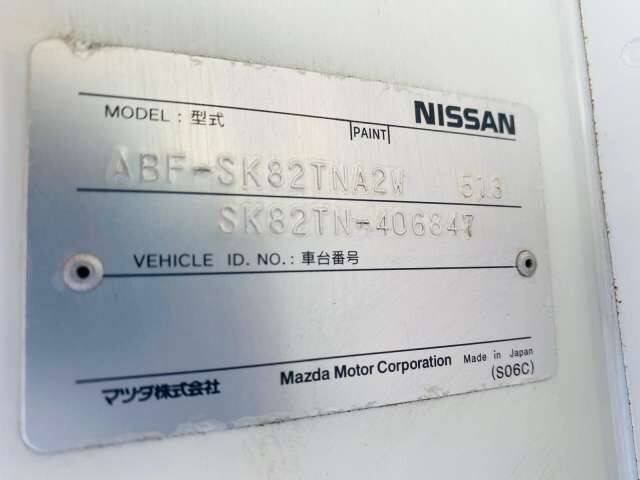 MODEL : 型式 PAINT NISSAN
ABF-SK82TNA2W 513
SK82TN-406847
VEHICLE ID. NO. : 車台番号
マツダ株式会社 Mazda Motor Corporation Made in Japan
(S06C)